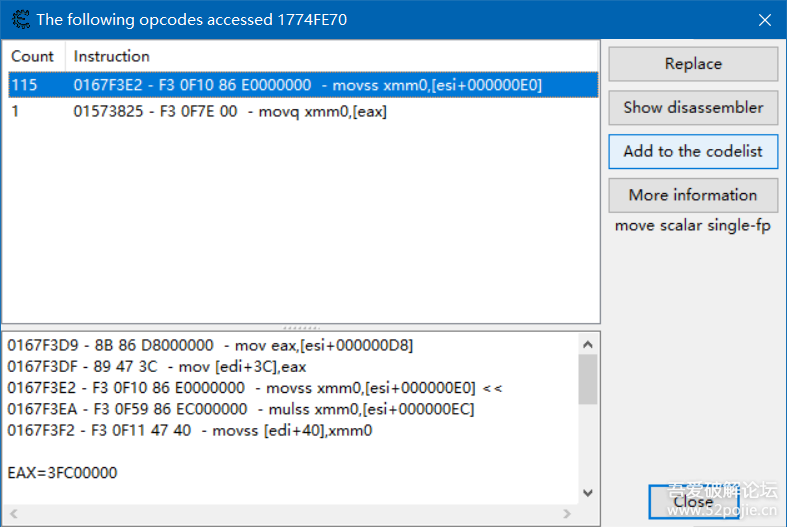 The following opcodes accessed 1774FE70
Count Instruction
115 0167F3E2 - F3 0F10 86 E0000000 - movss xmm0,[esi+000000E0]
1 01573825 - F3 0F7E 00 - movq xmm0,[eax]
Replace
Show disassembler
Add to the codelist
More information
move scalar single-fp
0167F3D9 - 8B 86 D8000000 - mov eax,[esi+000000D8]
0167F3DF - 89 47 3C - mov [edi+3C],eax
0167F3E2 - F3 0F10 86 E0000000 - movss xmm0,[esi+000000E0] <<
0167F3EA - F3 0F59 86 EC000000 - mulss xmm0,[esi+000000EC]
0167F3F2 - F3 0F11 47 40 - movss [edi+40],xmm0
EAX=3FC00000
吾爱破解论坛
Close
www.52pojie.cn